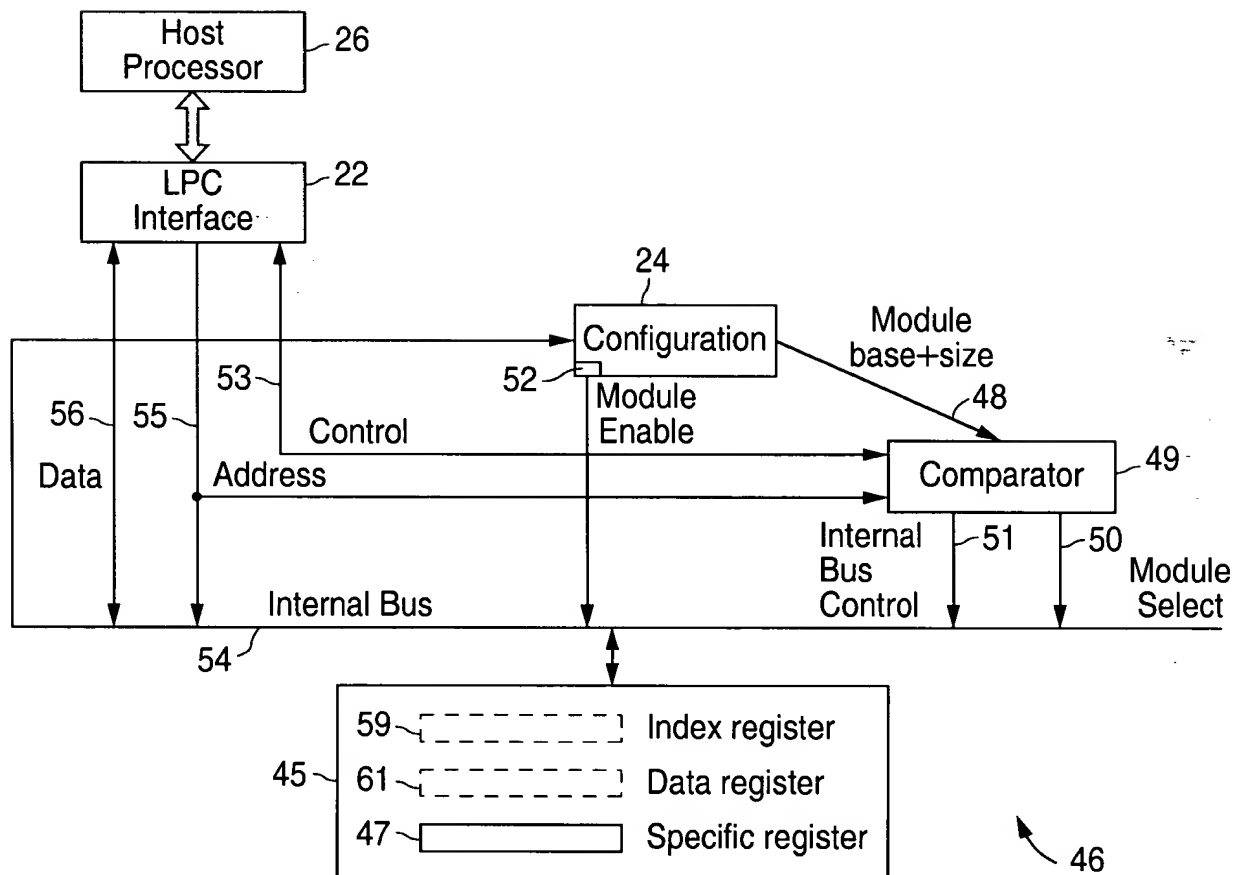 Host
Processor
26
LPC
Interface
22
24
Configuration
52
Module
base+size
48
53
Module
Enable
56
55
Control
Data
Address
Comparator
49
Internal
Bus
Control
51
50
Module
Select
Internal Bus
54
59
Index register
45
61
Data register
47
Specific register
46